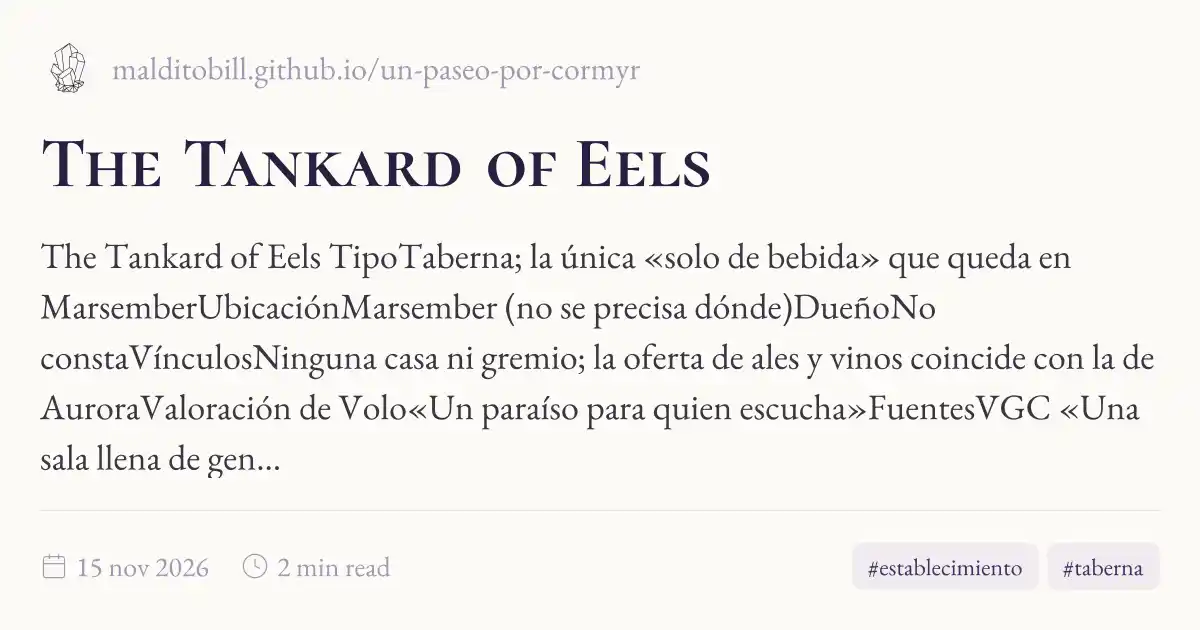 malditobill.github.io/un-paseo-por-cormyr
The Tankard of Eels
The Tankard of Eels TipoTaberna; la única «solo de bebida» que queda en
MarsemberUbicaciónMarsember (no se precisa dónde)DueñoNo
constaVínculosNinguna casa ni gremio; la oferta de ales y vinos coincide con la de
AuroraValoración de Volo«Un paraíso para quien escucha»FuentesVGC «Una
sala llena de gen...
15 nov 2026 2 min read #establecimiento #taberna